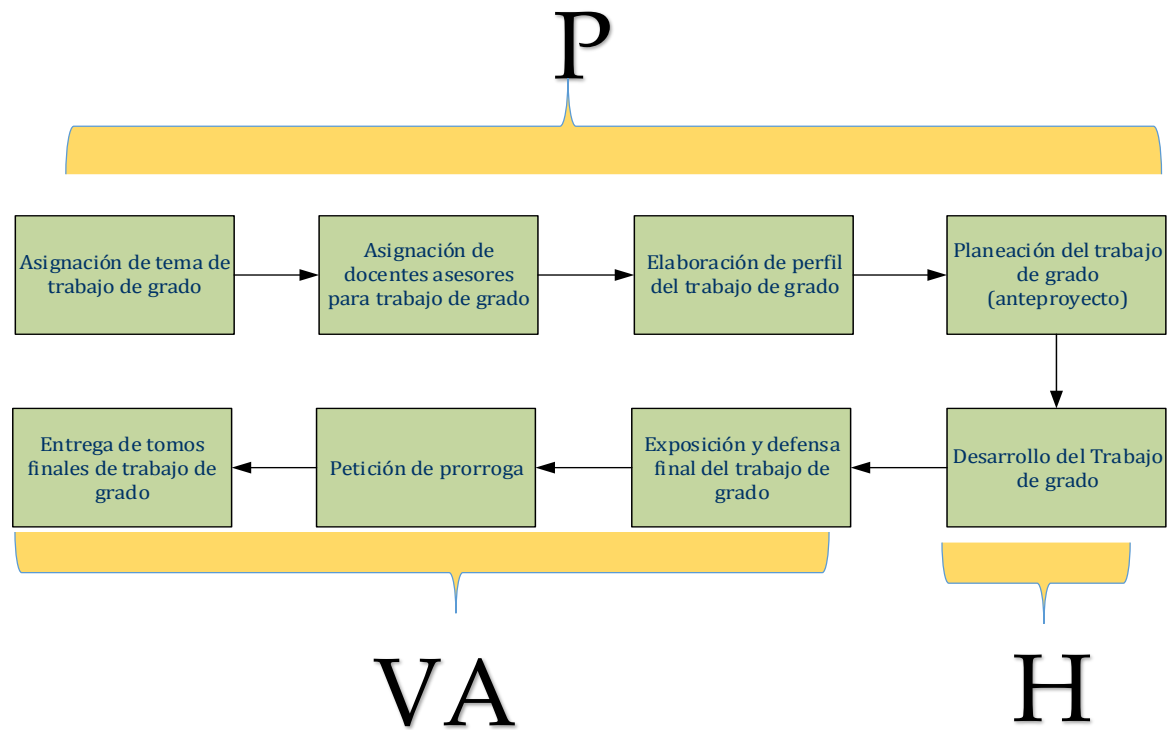 P
Asignación de tema de
trabajo de grado
Asignación de
docentes asesores
para trabajo de grado
Elaboración de perfil
del trabajo de grado
Planeación del trabajo
de grado
(anteproyecto)
Desarrollo del Trabajo
de grado
Exposición y defensa
final del trabajo de
grado
Petición de prorroga
Entrega de tomos
finales de trabajo de
grado
VA
H